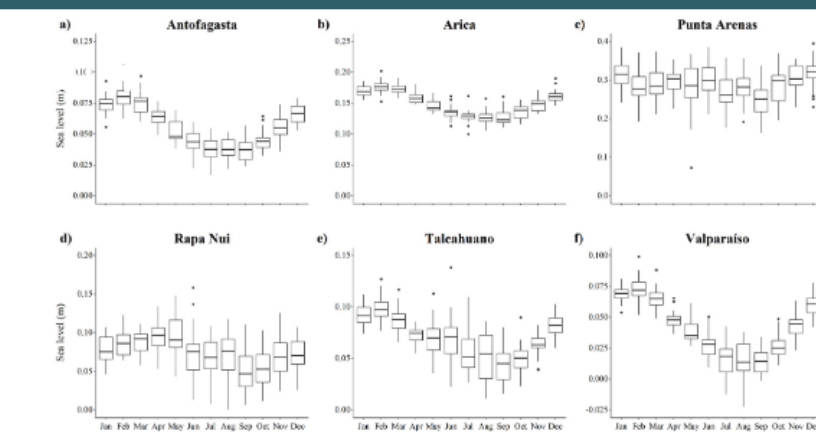 a) Antofagasta b) Arica c) Punta Arenas
0.125 0.25 0.4
0.20 0.3
0.075 0.15 0.2
0.050 0.10
0.025 0.05 0.1
0.000 0.00 0.0
Sea level (m)
d) Rapa Nui e) Talcahuano f) Valparaíso
0.20 0.15 0.100
0.15 0.10 0.075
0.10 0.050
0.05 0.05 0.025
0.000
0.00 0.00 -0.025
Sea level (m)
Jan Feb Mar Apr May Jun Jul Aug Sep Oct Nov Dec Jan Feb Mar Apr May Jun Jul Aug Sep Oct Nov Dec Jan Feb Mar Apr May Jun Jul Aug Sep Oct Nov